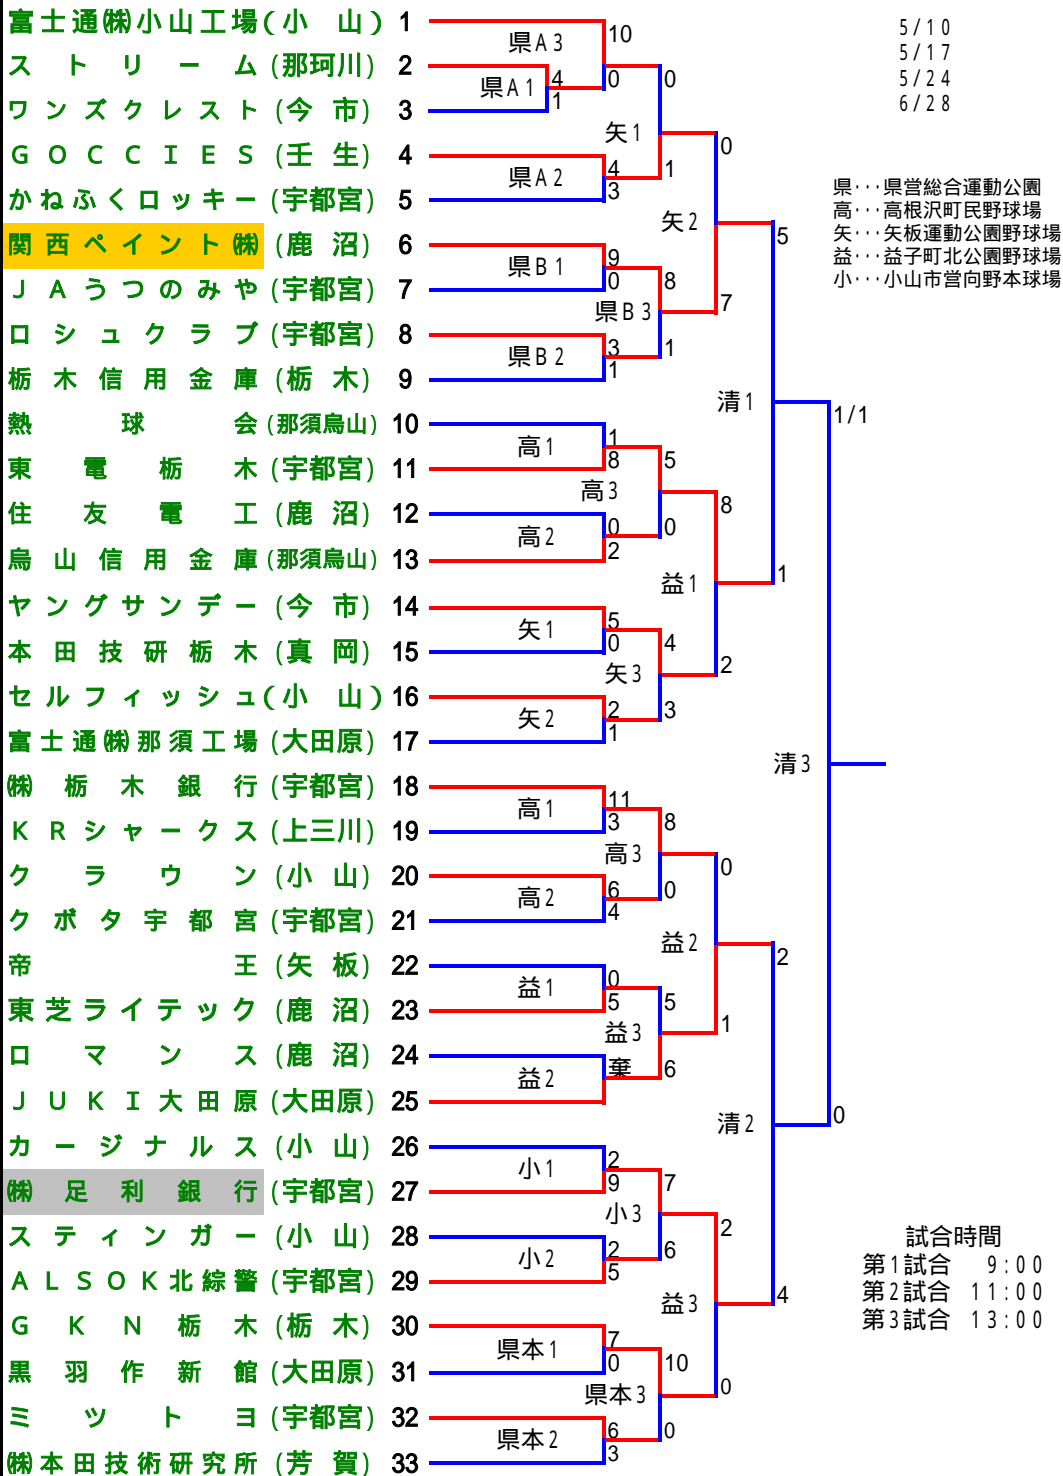 富士通㈱小山工場(小 山) 1
ストリーム(那珂川) 2
ワンズクレスト(今 市) 3
GOCCIES(壬 生) 4
かねふくロッキー(宇都宮) 5
関西ペイント㈱(鹿 沼) 6
JAうつのみや(宇都宮) 7
ロシュクラブ(宇都宮) 8
栃木信用金庫(栃 木) 9
熱球会(那須烏山) 10
東電栃木(宇都宮) 11
住友電工(鹿 沼) 12
烏山信用金庫(那須烏山) 13
ヤングサンデー(今 市) 14
本田技研栃木(真 岡) 15
セルフィッシュ(小 山) 16
富士通㈱那須工場(大田原) 17
㈱栃木銀行(宇都宮) 18
KRシャークス(上三川) 19
クラウン(小 山) 20
クボタ宇都宮(宇都宮) 21
帝王(矢 板) 22
東芝ライテック(鹿 沼) 23
ロマンス(鹿 沼) 24
JUKI大田原(大田原) 25
カージナルス(小 山) 26
㈱足利銀行(宇都宮) 27
スティンガー(小 山) 28
ALSOK北綜警(宇都宮) 29
GKN栃木(栃 木) 30
黒羽作新館(大田原) 31
ミツトヨ(宇都宮) 32
㈱本田技術研究所(芳 賀) 33
県A3 10 0
県A1 4 1
県A2 4 3
県B1 9 0
県B2 3 1
高1 1 8
高2 0 2
矢1 5 0
矢2 2 1
高1 11 3
高2 6 4
益1 0 5
益2 棄
小1 2 9
小2 2 5
県本1 7 0
県本2 6 3
矢1 0 1
県B3 8 1
高3 5 0
矢3 4 3
高3 8 0
益3 5 6
小3 7 6
県本3 10 0
矢2 0 7
益1 8 2
益2 0 1
益3 2 0
清1 5 1
清2 2 4
清3 1/1 0
5/10
5/17
5/24
6/28
県･･･県営総合運動公園
高･･･高根沢町民野球場
矢･･･矢板運動公園野球場
益･･･益子町北公園野球場
小･･･小山市営向野本球場
試合時間
第1試合 9:00
第2試合 11:00
第3試合 13:00